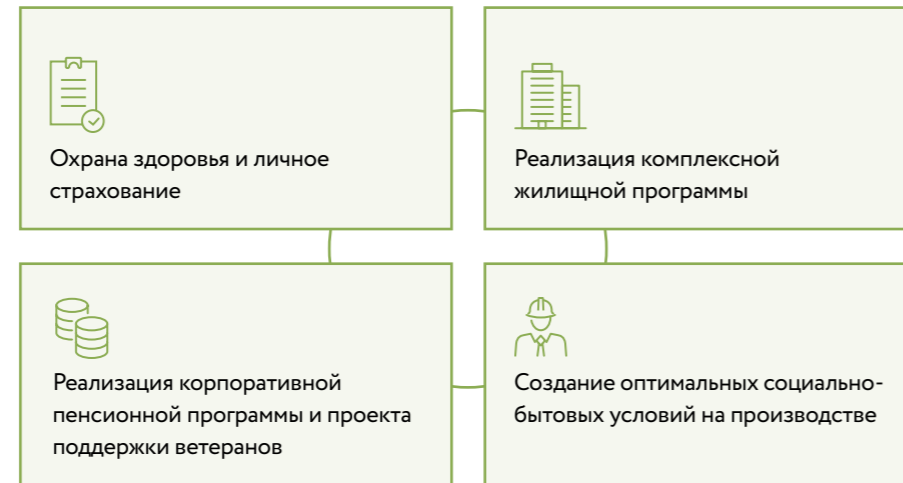 Охрана здоровья и личное
страхование
Реализация комплексной
жилищной программы
Реализация корпоративной
пенсионной программы и проекта
поддержки ветеранов
Создание оптимальных социально-
бытовых условий на производстве